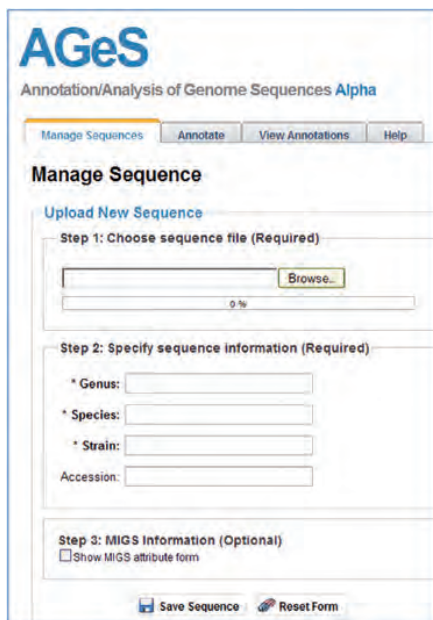 AGeS
Annotation/Analysis of Genome Sequences Alpha
Manage Sequences Annotate View Annotations Help
Manage Sequence
Upload New Sequence
Step 1: Choose sequence file (Required)
Browse..
0 %
Step 2: Specify sequence information (Required)
* Genus:
* Species:
* Strain:
Accession:
Step 3: MIGS Information (Optional)
Show MIGS attribute form
Save Sequence Reset Form